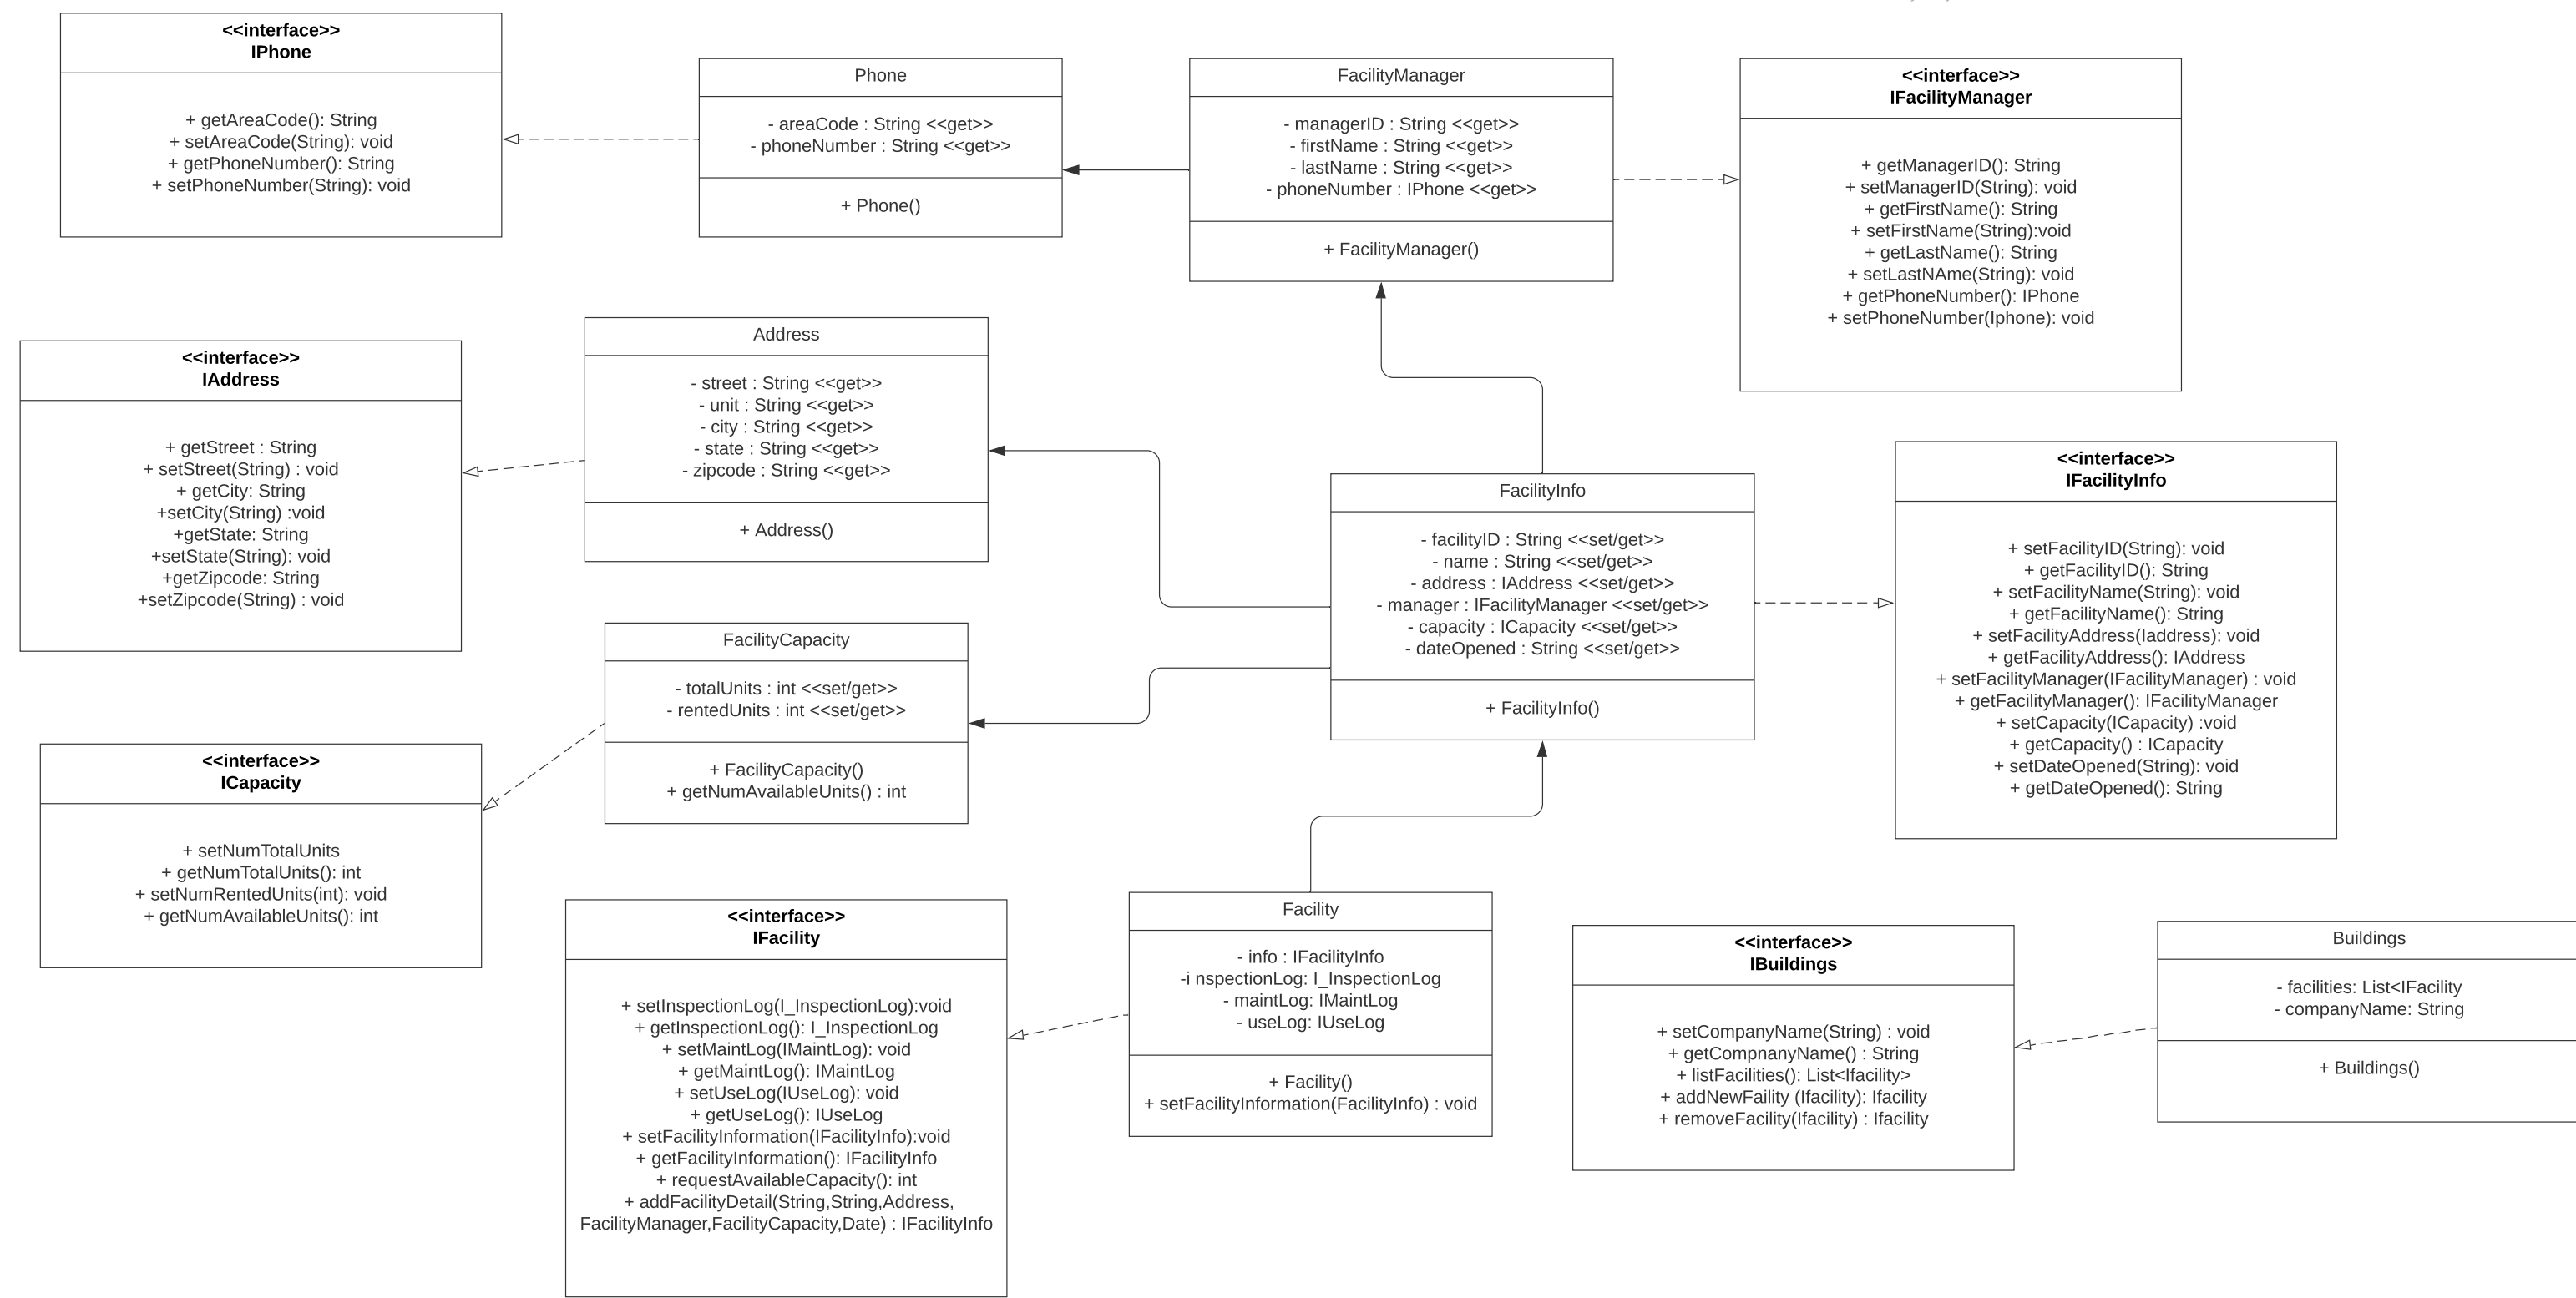 <<interface>>
IPhone
+ getAreaCode(): String
+ setAreaCode(String): void
+ getPhoneNumber(): String
+ setPhoneNumber(String): void
Phone
- areaCode : String <<get>>
- phoneNumber : String <<get>>
+ Phone()
FacilityManager
- managerID : String <<get>>
- firstName : String <<get>>
- lastName : String <<get>>
- phoneNumber : IPhone <<get>>
+ FacilityManager()
<<interface>>
IFacilityManager
+ getManagerID(): String
+ setManagerID(String): void
+ getFirstName(): String
+ setFirstName(String):void
+ getLastName(): String
+ setLastNAme(String): void
+ getPhoneNumber(): IPhone
+ setPhoneNumber(Iphone): void
<<interface>>
IAddress
+ getStreet : String
+ setStreet(String) : void
+ getCity: String
+setCity(String) :void
+getState: String
+setState(String): void
+getZipcode: String
+setZipcode(String) : void
Address
- street : String <<get>>
- unit : String <<get>>
- city : String <<get>>
- state : String <<get>>
- zipcode : String <<get>>
+ Address()
FacilityInfo
- facilityID : String <<set/get>>
- name : String <<set/get>>
- address : IAddress <<set/get>>
- manager : IFacilityManager <<set/get>>
- capacity : ICapacity <<set/get>>
- dateOpened : String <<set/get>>
+ FacilityInfo()
<<interface>>
IFacilityInfo
+ setFacilityID(String): void
+ getFacilityID(): String
+ setFacilityName(String): void
+ getFacilityName(): String
+ setFacilityAddress(Iaddress): void
+ getFacilityAddress(): IAddress
+ setFacilityManager(IFacilityManager) : void
+ getFacilityManager(): IFacilityManager
+ setCapacity(ICapacity) :void
+ getCapacity() : ICapacity
+ setDateOpened(String): void
+ getDateOpened(): String
FacilityCapacity
- totalUnits : int <<set/get>>
- rentedUnits : int <<set/get>>
+ FacilityCapacity()
+ getNumAvailableUnits() : int
<<interface>>
ICapacity
+ setNumTotalUnits
+ getNumTotalUnits(): int
+ setNumRentedUnits(int): void
+ getNumAvailableUnits(): int
<<interface>>
IFacility
+ setInspectionLog(I_InspectionLog):void
+ getInspectionLog(): I_InspectionLog
+ setMaintLog(IMaintLog): void
+ getMaintLog(): IMaintLog
+ setUseLog(IUseLog): void
+ getUseLog(): IUseLog
+ setFacilityInformation(IFacilityInfo):void
+ getFacilityInformation(): IFacilityInfo
+ requestAvailableCapacity(): int
+ addFacilityDetail(String,String,Address,
FacilityManager,FacilityCapacity,Date) : IFacilityInfo
Facility
- info : IFacilityInfo
-i nspectionLog: I_InspectionLog
- maintLog: IMaintLog
- useLog: IUseLog
+ Facility()
+ setFacilityInformation(FacilityInfo) : void
<<interface>>
IBuildings
+ setCompanyName(String) : void
+ getCompnanyName() : String
+ listFacilities(): List<Ifacility>
+ addNewFaility (Ifacility): Ifacility
+ removeFacility(Ifacility) : Ifacility
Buildings
- facilities: List<IFacility
- companyName: String
+ Buildings()